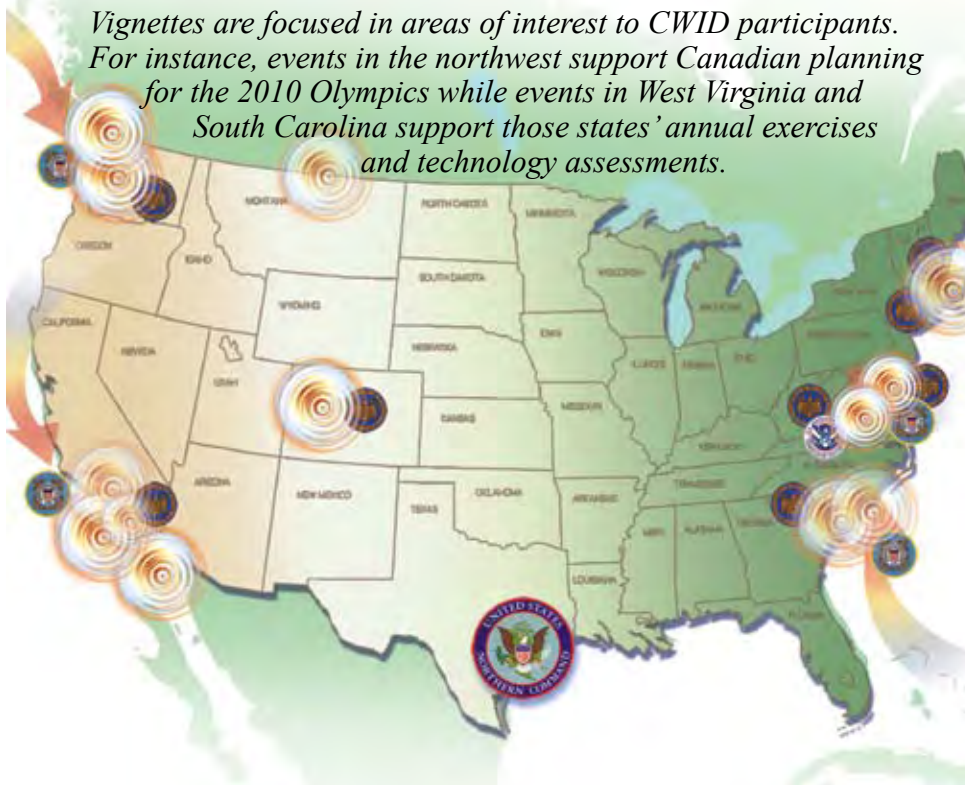 Vignettes are focused in areas of interest to CWID participants.
For instance, events in the northwest support Canadian planning
for the 2010 Olympics while events in West Virginia and
South Carolina support those states’ annual exercises
and technology assessments.
MONTANA
NORTH DAKOTA
MINNESOTA
OREGON
IDAHO
SOUTH DAKOTA
WISCONSIN
MICHIGAN
WYOMING
CALIFORNIA
NEVADA
UTAH
NEBRASKA
IOWA
ILLINOIS
INDIANA
OHIO
KANSAS
MISSOURI
KENTUCKY
ARIZONA
NEW MEXICO
OKLAHOMA
TEXAS
ARKANSAS
TENNESSEE
ALABAMA
LOUISIANA
FLORIDA
UNITED STATES
NORTHERN COMMAND